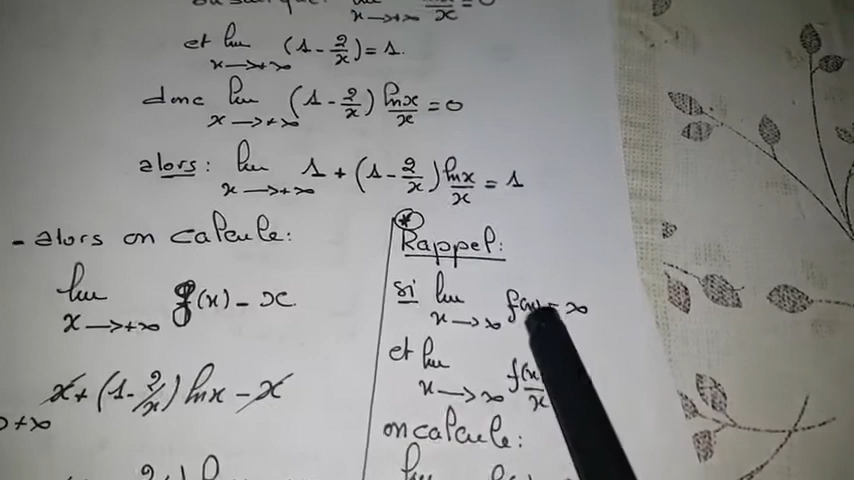 et lim (1 - 2/x) = 1.
x → +∞
donc lim (1 - 2/x) lnx/x = 0
x → +∞
alors : lim 1 + (1 - 2/x) lnx/x = 1
x → +∞
- alors on calcule :
lim f(x) - x
x → +∞
x + (1 - 2/x) lnx - x
+∞
* Rappel :
si lim f(x) = ∞
x → ∞
et lim f(x)/x
x → ∞
on calcule :
lim